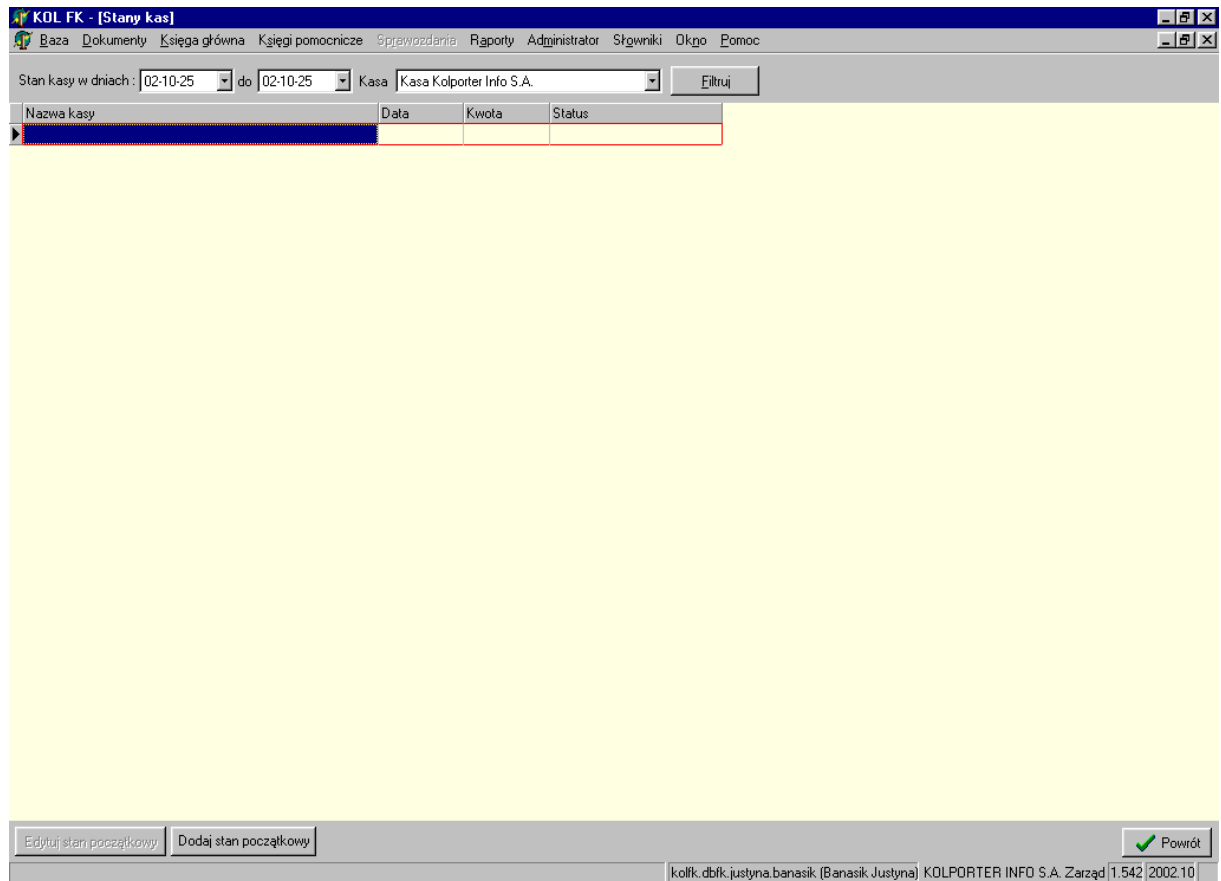 KOL FK - [Stany kas]
Baza Dokumenty Księga główna Księgi pomocnicze Sprawozdania Raporty Administrator Słowniki Okno Pomoc
Stan kasy w dniach : 02-10-25 do 02-10-25 Kasa Kasa Kolporter Info S.A. Filtruj
Nazwa kasy Data Kwota Status
Edytuj stan początkowy Dodaj stan początkowy Powrót
kolfk.dbfk.justyna.banasik (Banasik Justyna) KOLPORTER INFO S.A. Zarząd 1.542 2002.10